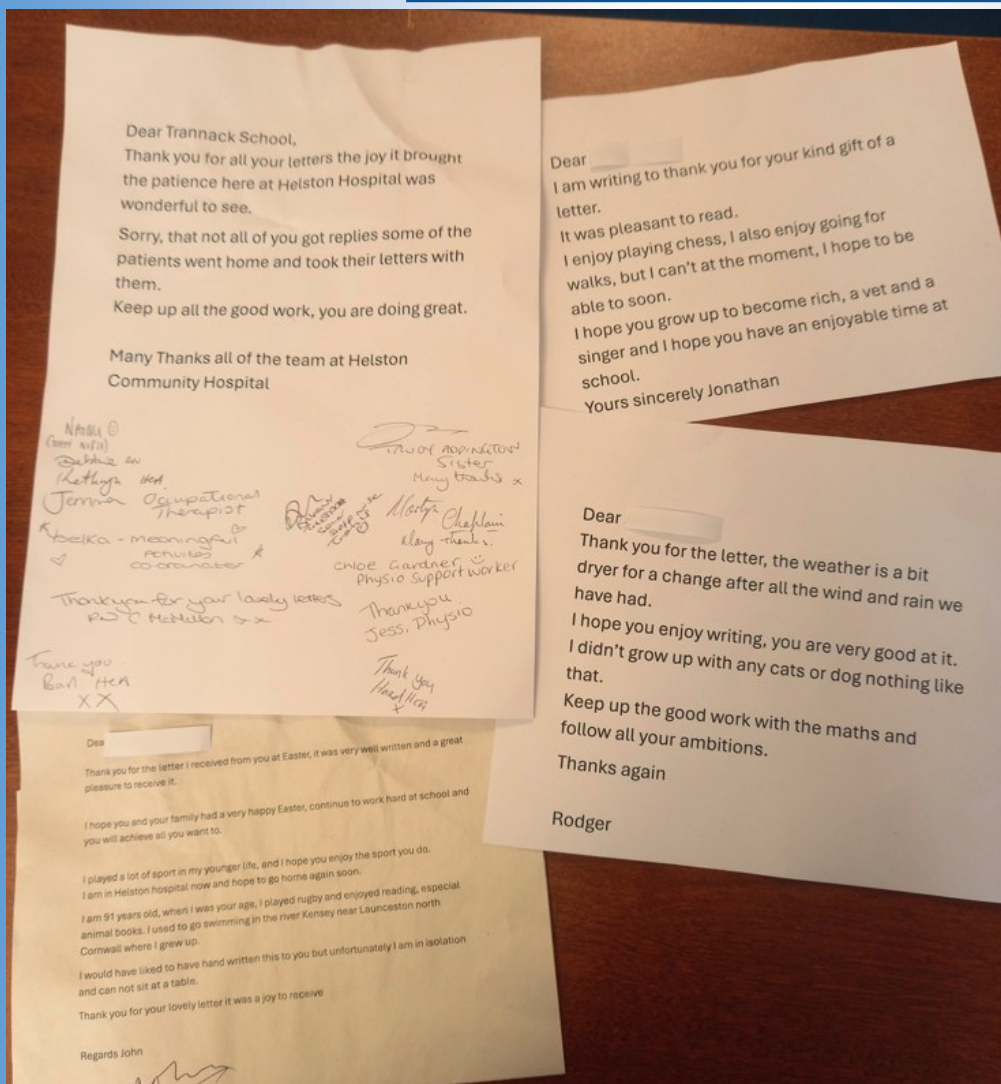 Dear Trannack School,
Thank you for all your letters the joy it brought
the patience here at Helston Hospital was
wonderful to see.
Sorry, that not all of you got replies some of the
patients went home and took their letters with
them.
Keep up all the good work, you are doing great.
Many Thanks all of the team at Helston
Community Hospital
Debbie
Kathryn HCA
Jemma Occupational
Therapist
belka - meaningful
activities
co-ordinator
Thankyou for your lovely letters
RN C McMillan xx
Thank you
HCA
XX
TRUDY ADDINGTON
Sister
Many thanks x
Martyn Chaplain
Many thanks.
Chloe Gardner
Physio Support worker
Thankyou
Jess, Physio
Thank you
x
Dear
I am writing to thank you for your kind gift of a
letter.
It was pleasant to read.
I enjoy playing chess, I also enjoy going for
walks, but I can't at the moment, I hope to be
able to soon.
I hope you grow up to become rich, a vet and a
singer and I hope you have an enjoyable time at
school.
Yours sincerely Jonathan
Dear
Thank you for the letter, the weather is a bit
dryer for a change after all the wind and rain we
have had.
I hope you enjoy writing, you are very good at it.
I didn't grow up with any cats or dog nothing like
that.
Keep up the good work with the maths and
follow all your ambitions.
Thanks again
Rodger
Dea
Thank you for the letter I received from you at Easter, it was very well written and a great
pleasure to receive it.
I hope you and your family had a very happy Easter, continue to work hard at school and
you will achieve all you want to.
I played a lot of sport in my younger life, and I hope you enjoy the sport you do.
I am in Helston hospital now and hope to go home again soon.
I am 91 years old, when I was your age, I played rugby and enjoyed reading, especial
animal books. I used to go swimming in the river Kensey near Launceston north
Cornwall where I grew up.
I would have liked to have hand written this to you but unfortunately I am in isolation
and can not sit at a table.
Thank you for your lovely letter it was a joy to receive
Regards John